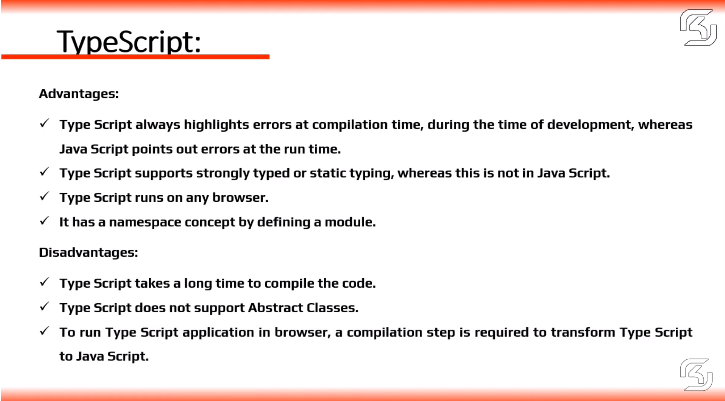 TypeScript:
Advantages:
✓ Type Script always highlights errors at compilation time, during the time of development, whereas
Java Script points out errors at the run time.
✓ Type Script supports strongly typed or static typing, whereas this is not in Java Script.
✓ Type Script runs on any browser.
✓ It has a namespace concept by defining a module.
Disadvantages:
✓ Type Script takes a long time to compile the code.
✓ Type Script does not support Abstract Classes.
✓ To run Type Script application in browser, a compilation step is required to transform Type Script
to Java Script.